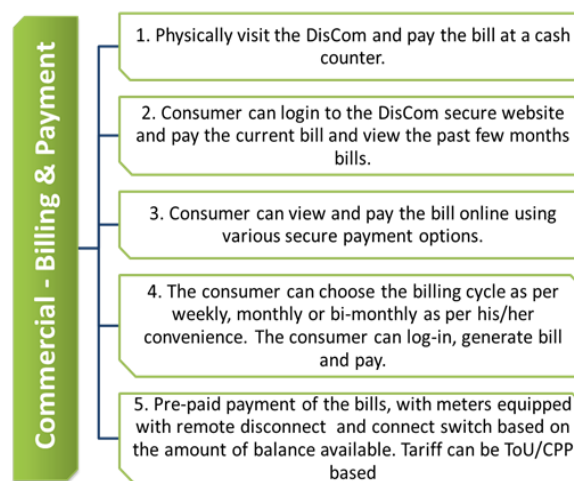 Commercial - Billing & Payment
1. Physically visit the DisCom and pay the bill at a cash
counter.
2. Consumer can login to the DisCom secure website
and pay the current bill and view the past few months
bills.
3. Consumer can view and pay the bill online using
various secure payment options.
4. The consumer can choose the billing cycle as per
weekly, monthly or bi-monthly as per his/her
convenience. The consumer can log-in, generate bill
and pay.
5. Pre-paid payment of the bills, with meters equipped
with remote disconnect and connect switch based on
the amount of balance available. Tariff can be ToU/CPP
based